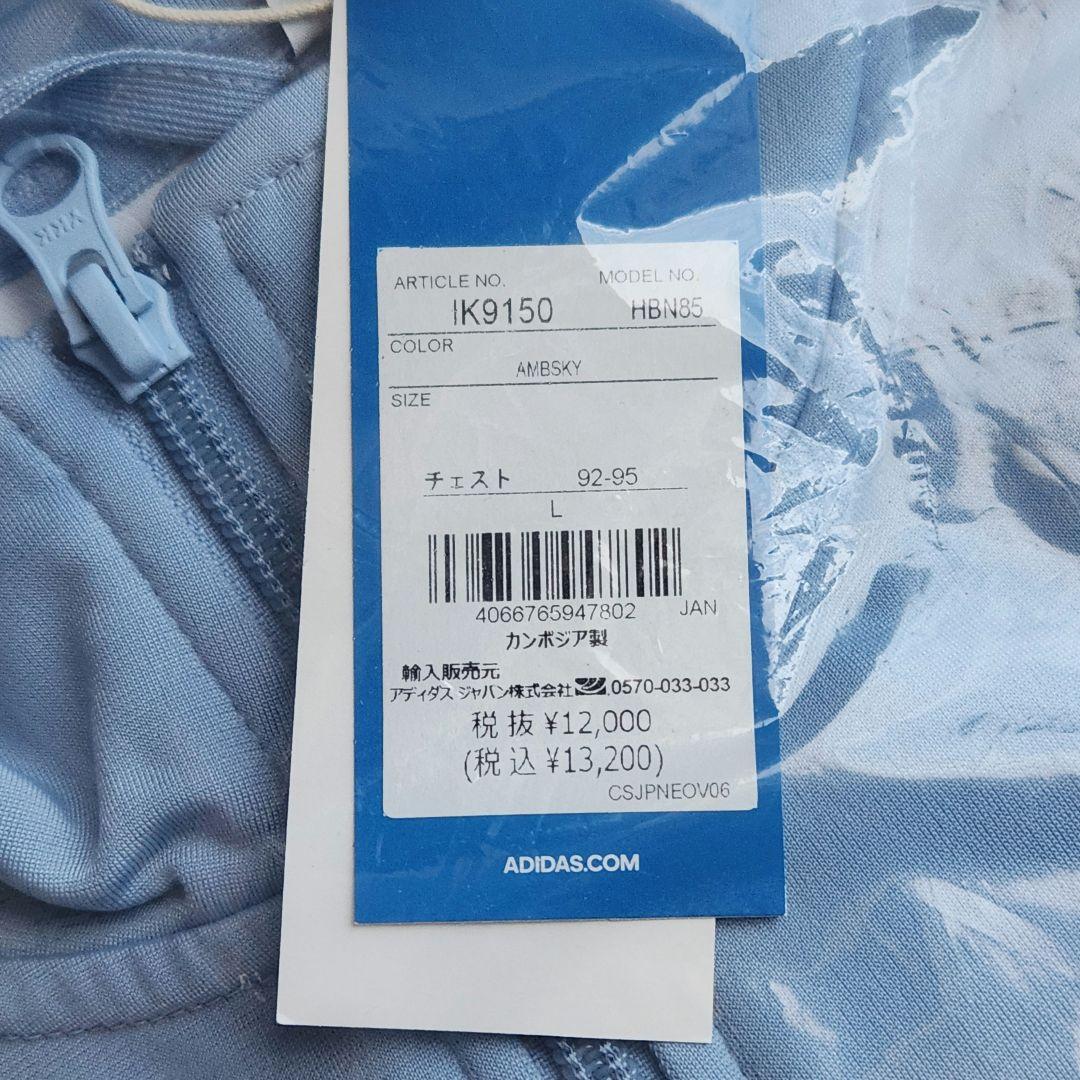 YKK
ARTICLE NO. MODEL NO.
IK9150 HBN85
COLOR
AMBSKY
SIZE
チェスト 92-95
L
4066765947802 JAN
カンボジア製
輸入販売元
アディダス ジャパン株式会社 0570-033-033
税抜 ¥12,000
(税込 ¥13,200)
CSJPNEOV06
ADIDAS.COM